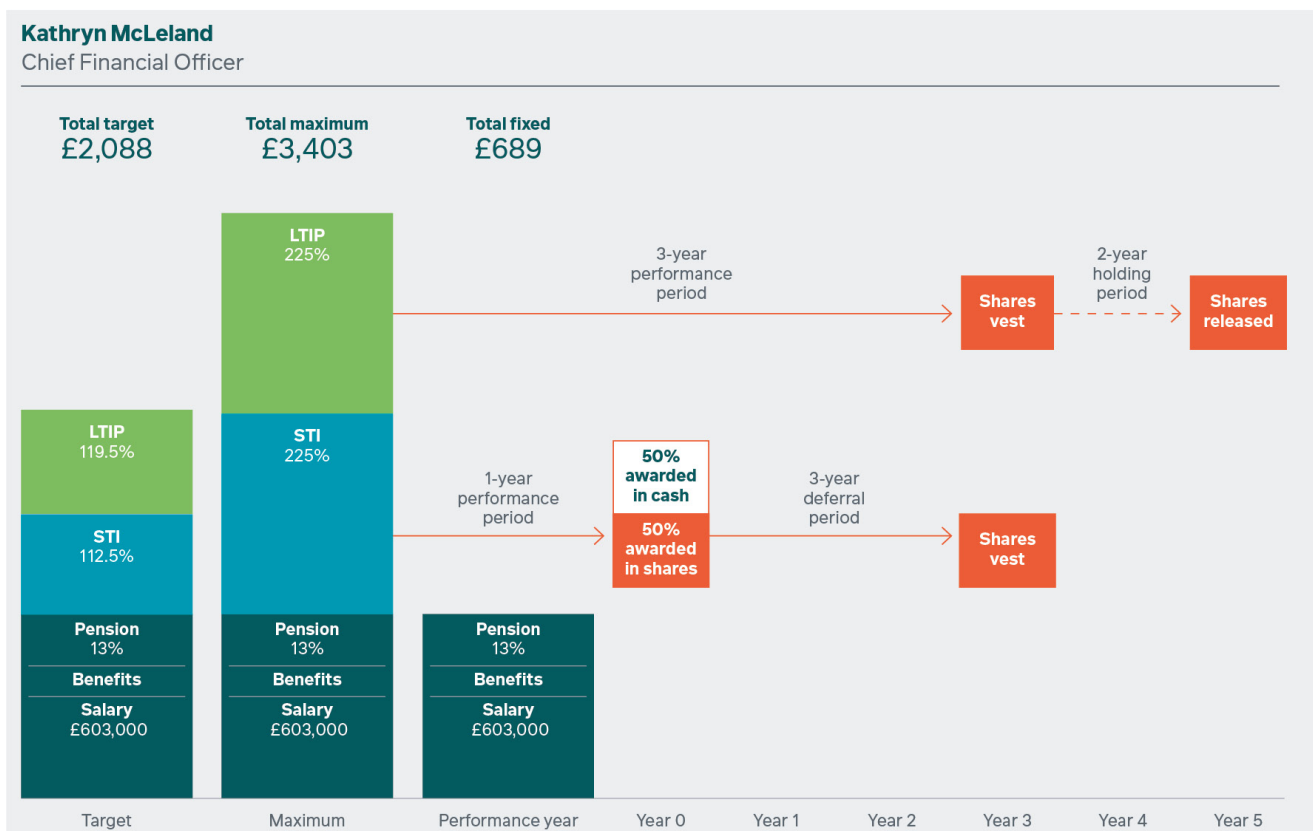 Kathryn McLeland
Chief Financial Officer
Total target
£2,088
Total maximum
£3,403
Total fixed
£689
LTIP
225%
3-year
performance
period
Shares
vest
2-year
holding
period
Shares
released
LTIP
119.5%
STI
112.5%
STI
225%
1-year
performance
period
50%
awarded
in cash
50%
awarded
in shares
3-year
deferral
period
Shares
vest
Pension
13%
Benefits
Salary
£603,000
Pension
13%
Benefits
Salary
£603,000
Pension
13%
Benefits
Salary
£603,000
Target
Maximum
Performance year
Year 0
Year 1
Year 2
Year 3
Year 4
Year 5